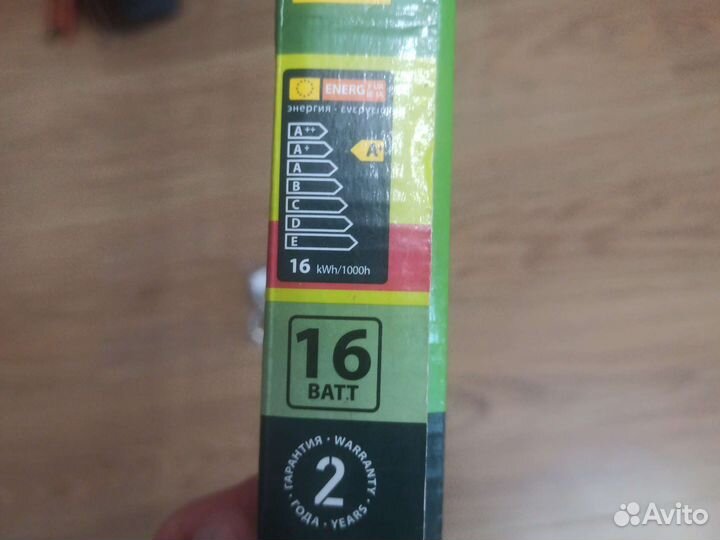 ENERG
энергия · ενεργεια
A++
A+
A+
A
B
C
D
E
16 kWh/1000h
16
ВАТТ
ГАРАНТИЯ · WARRANTY
2
ГОДА · YEARS
Avito